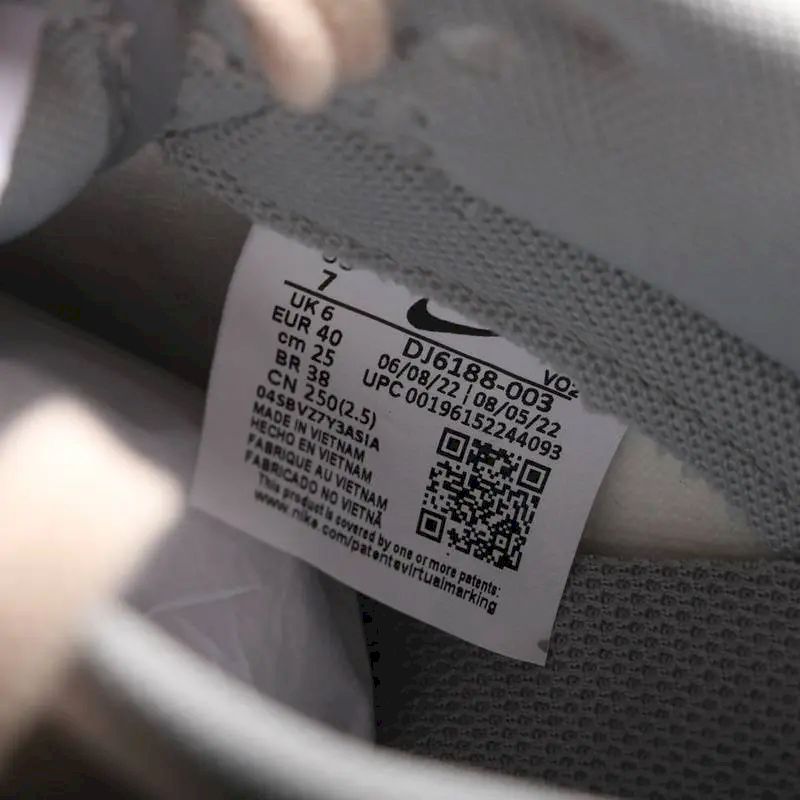 7
UK 6
EUR 40
cm 25
BR 38
CN 250(2.5)
04SBVZ7Y3ASIA
MADE IN VIETNAM
HECHO EN VIETNAM
FABRIQUE AU VIETNAM
FABRICADO NO VIETNÃ
This product is covered by one or more patents:
www.nike.com/patentsvirtualmarking
DJ6188-003
06/08/22 | 08/05/22
UPC 00196152244093